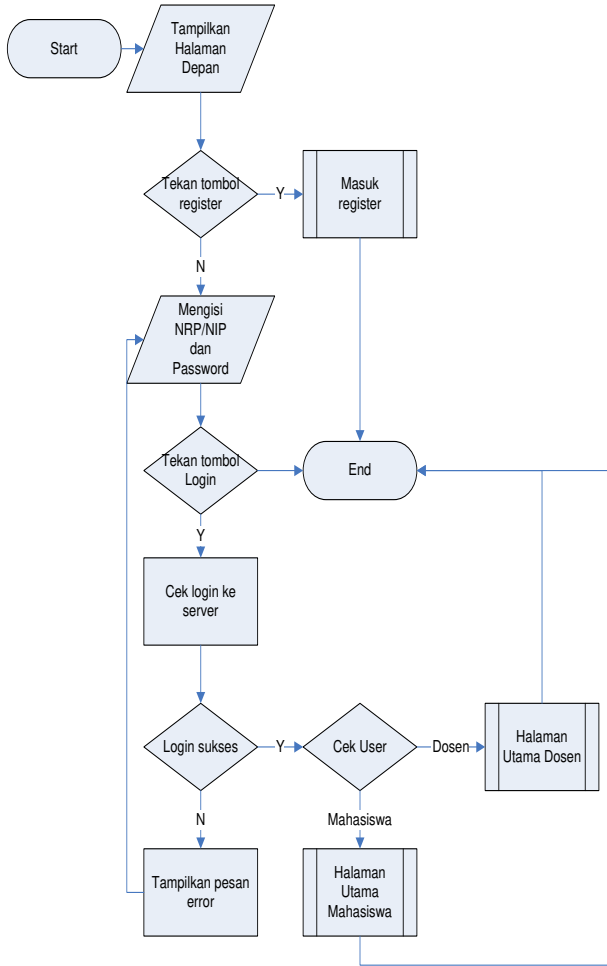 Start
Tampilkan
Halaman
Depan
Tekan tombol
register
Y
Masuk
register
N
Mengisi
NRP/NIP
dan
Password
Tekan tombol
Login
End
Y
Cek login ke
server
Login sukses
Y
Cek User
Dosen
Halaman
Utama Dosen
N
Mahasiswa
Tampilkan pesan
error
Halaman
Utama
Mahasiswa